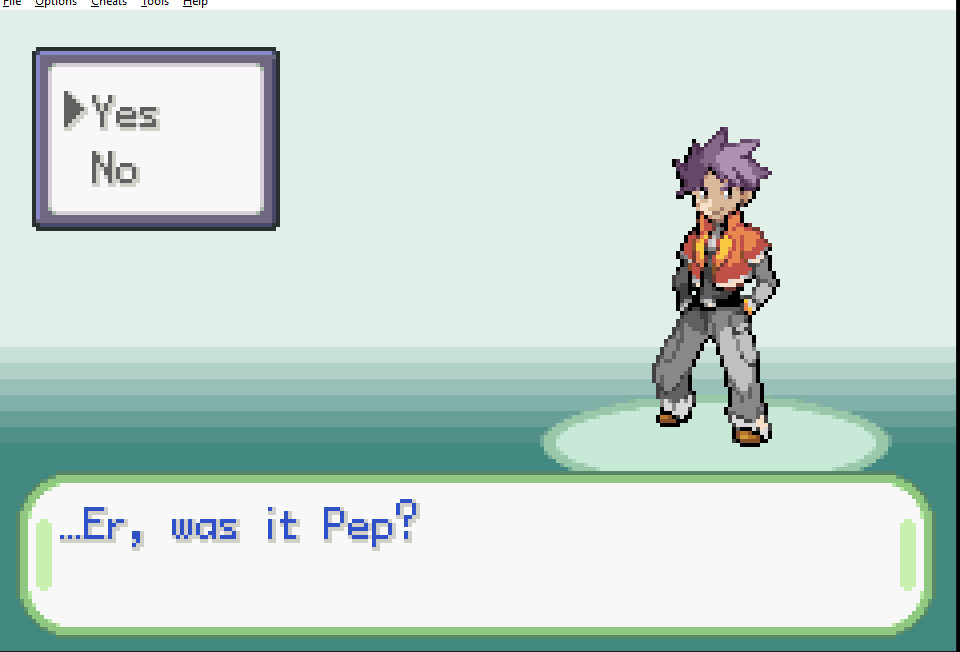 File Options Cheats Tools Help
Yes
No
…Er, was it Pep?